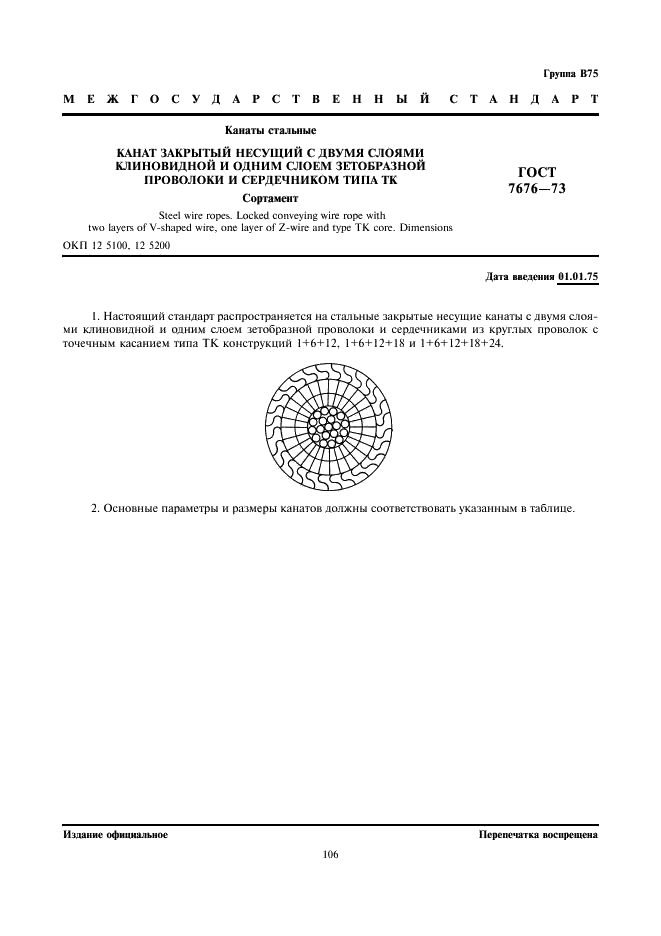 Группа В75
МЕЖГОСУДАРСТВЕННЫЙ СТАНДАРТ
Канаты стальные
КАНАТ ЗАКРЫТЫЙ НЕСУЩИЙ С ДВУМЯ СЛОЯМИ
КЛИНОВИДНОЙ И ОДНИМ СЛОЕМ ЗЕТОБРАЗНОЙ
ПРОВОЛОКИ И СЕРДЕЧНИКОМ ТИПА ТК
Сортамент
Steel wire ropes. Locked conveying wire rope with
two layers of V-shaped wire, one layer of Z-wire and type TK core. Dimensions
ГОСТ
7676—73
ОКП 12 5100, 12 5200
Дата введения 01.01.75
1. Настоящий стандарт распространяется на стальные закрытые несущие канаты с двумя слоя-
ми клиновидной и одним слоем зетобразной проволоки и сердечниками из круглых проволок с
точечным касанием типа ТК конструкций 1+6+12, 1+6+12+18 и 1+6+12+18+24.
2. Основные параметры и размеры канатов должны соответствовать указанным в таблице.
Издание официальное
Перепечатка воспрещена
106